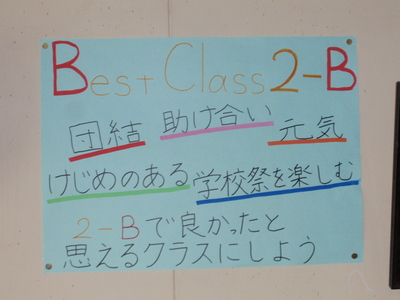 Best Class 2-B
団結 助け合い 元気
けじめのある 学校祭を楽しむ
2-Bで良かったと
思えるクラスにしよう